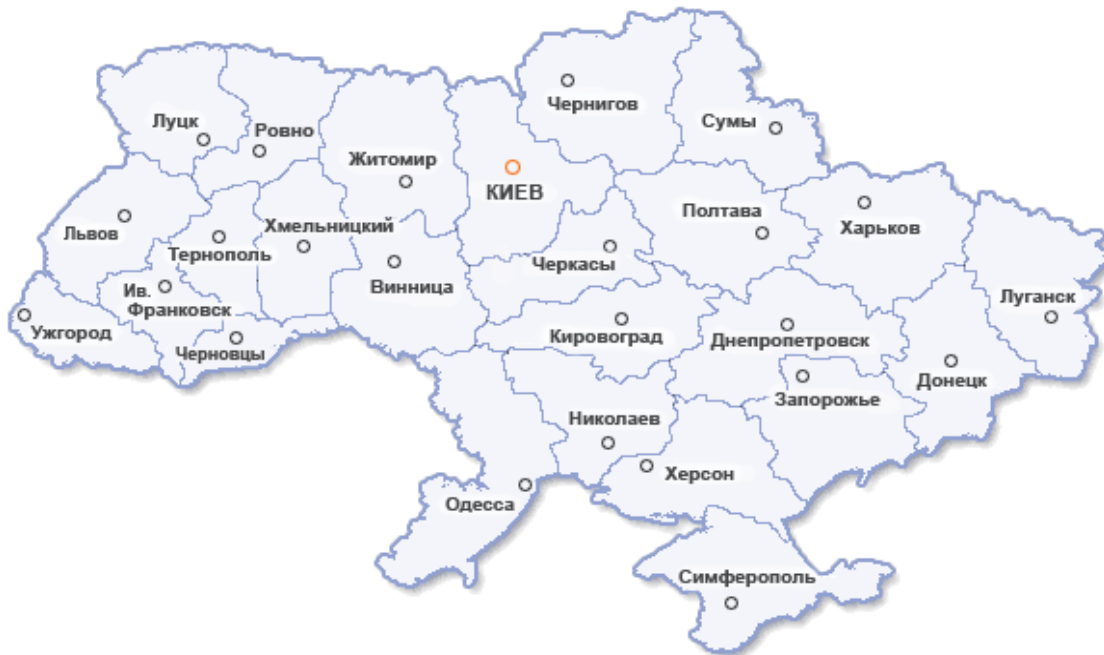 Чернигов
Луцк
Сумы
Ровно
Житомир
КИЕВ
Полтава
Львов
Хмельницкий
Харьков
Тернополь
Черкасы
Винница
Ив.
Франковск
Луганск
Ужгород
Кировоград
Днепропетровск
Черновцы
Донецк
Запорожье
Николаев
Херсон
Одесса
Симферополь